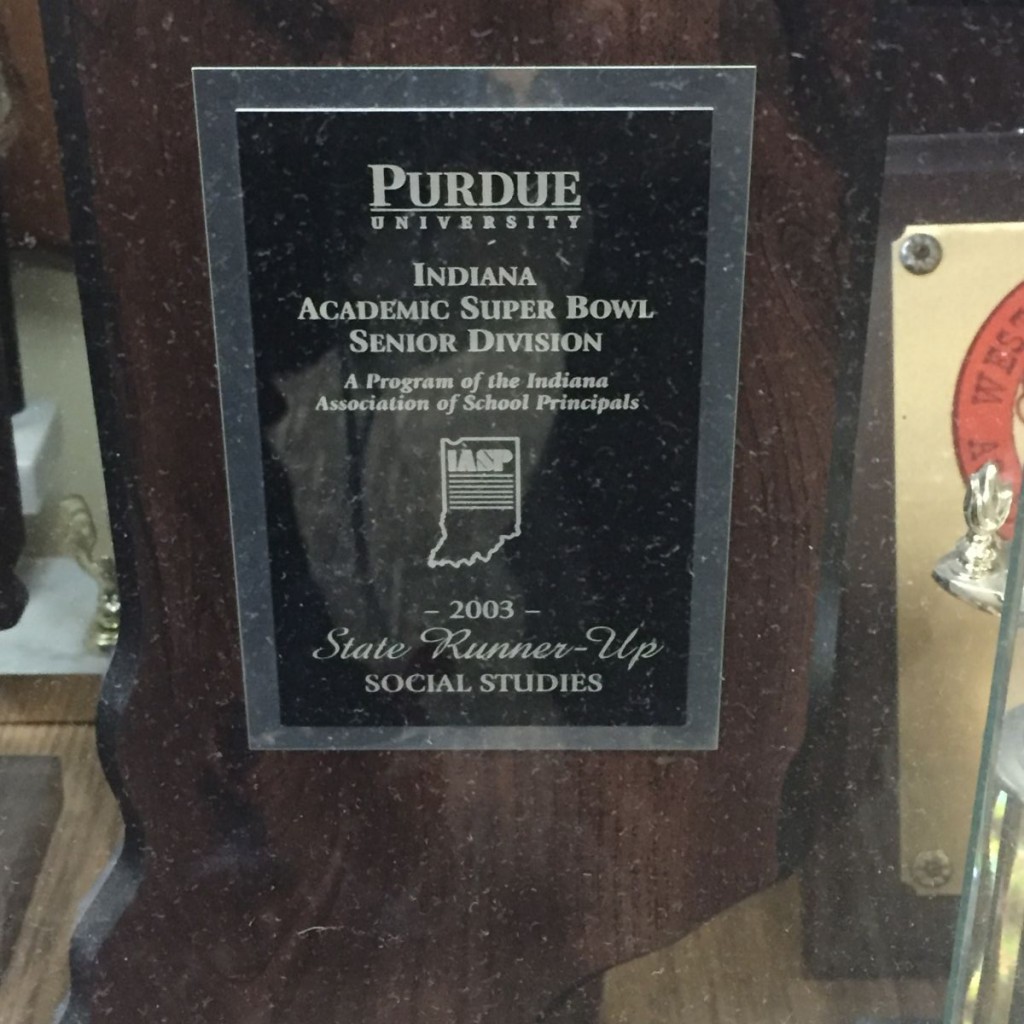 PURDUE
UNIVERSITY
INDIANA
ACADEMIC SUPER BOWL
SENIOR DIVISION
A Program of the Indiana
Association of School Principals
IASP
– 2003 –
State Runner-Up
SOCIAL STUDIES
A WEST